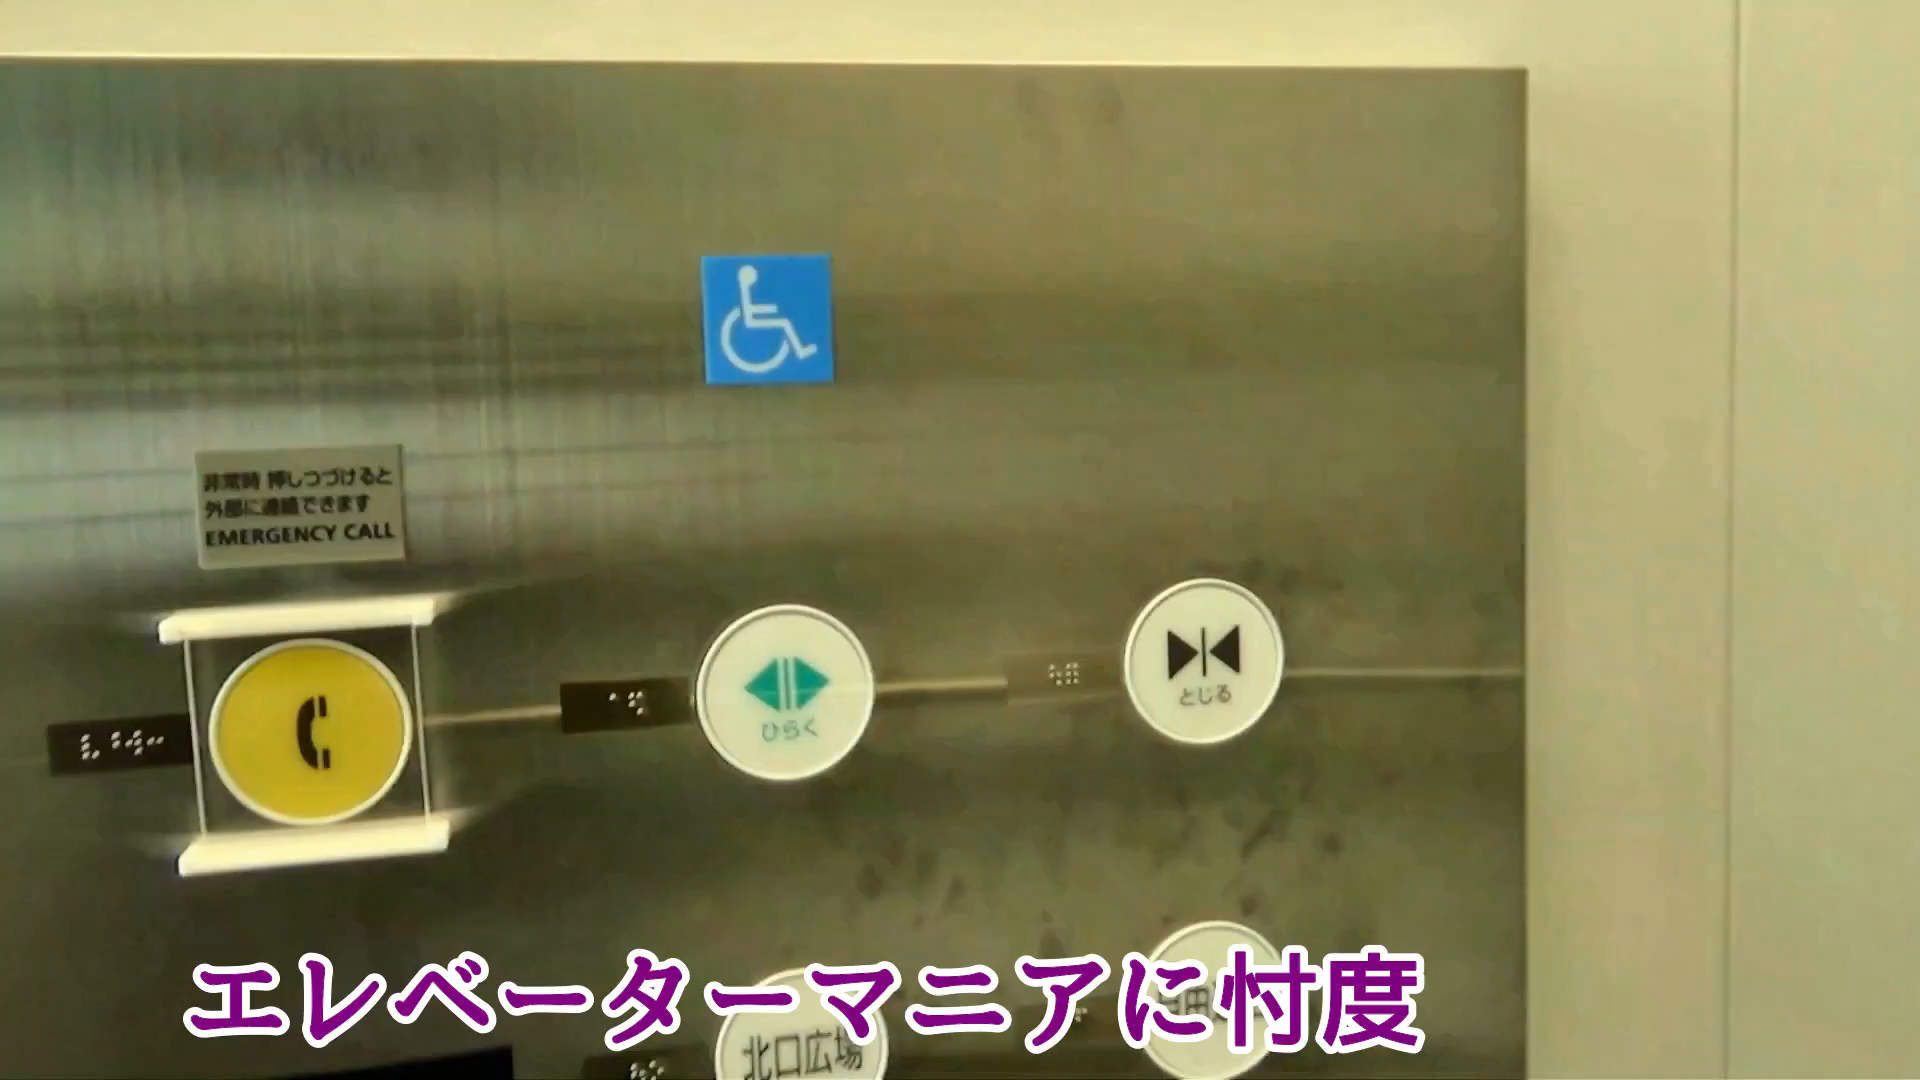 非常時 押しつづけると
外部に連絡できます
EMERGENCY CALL
ひらく
とじる
北口広場
エレベーターマニアに忖度